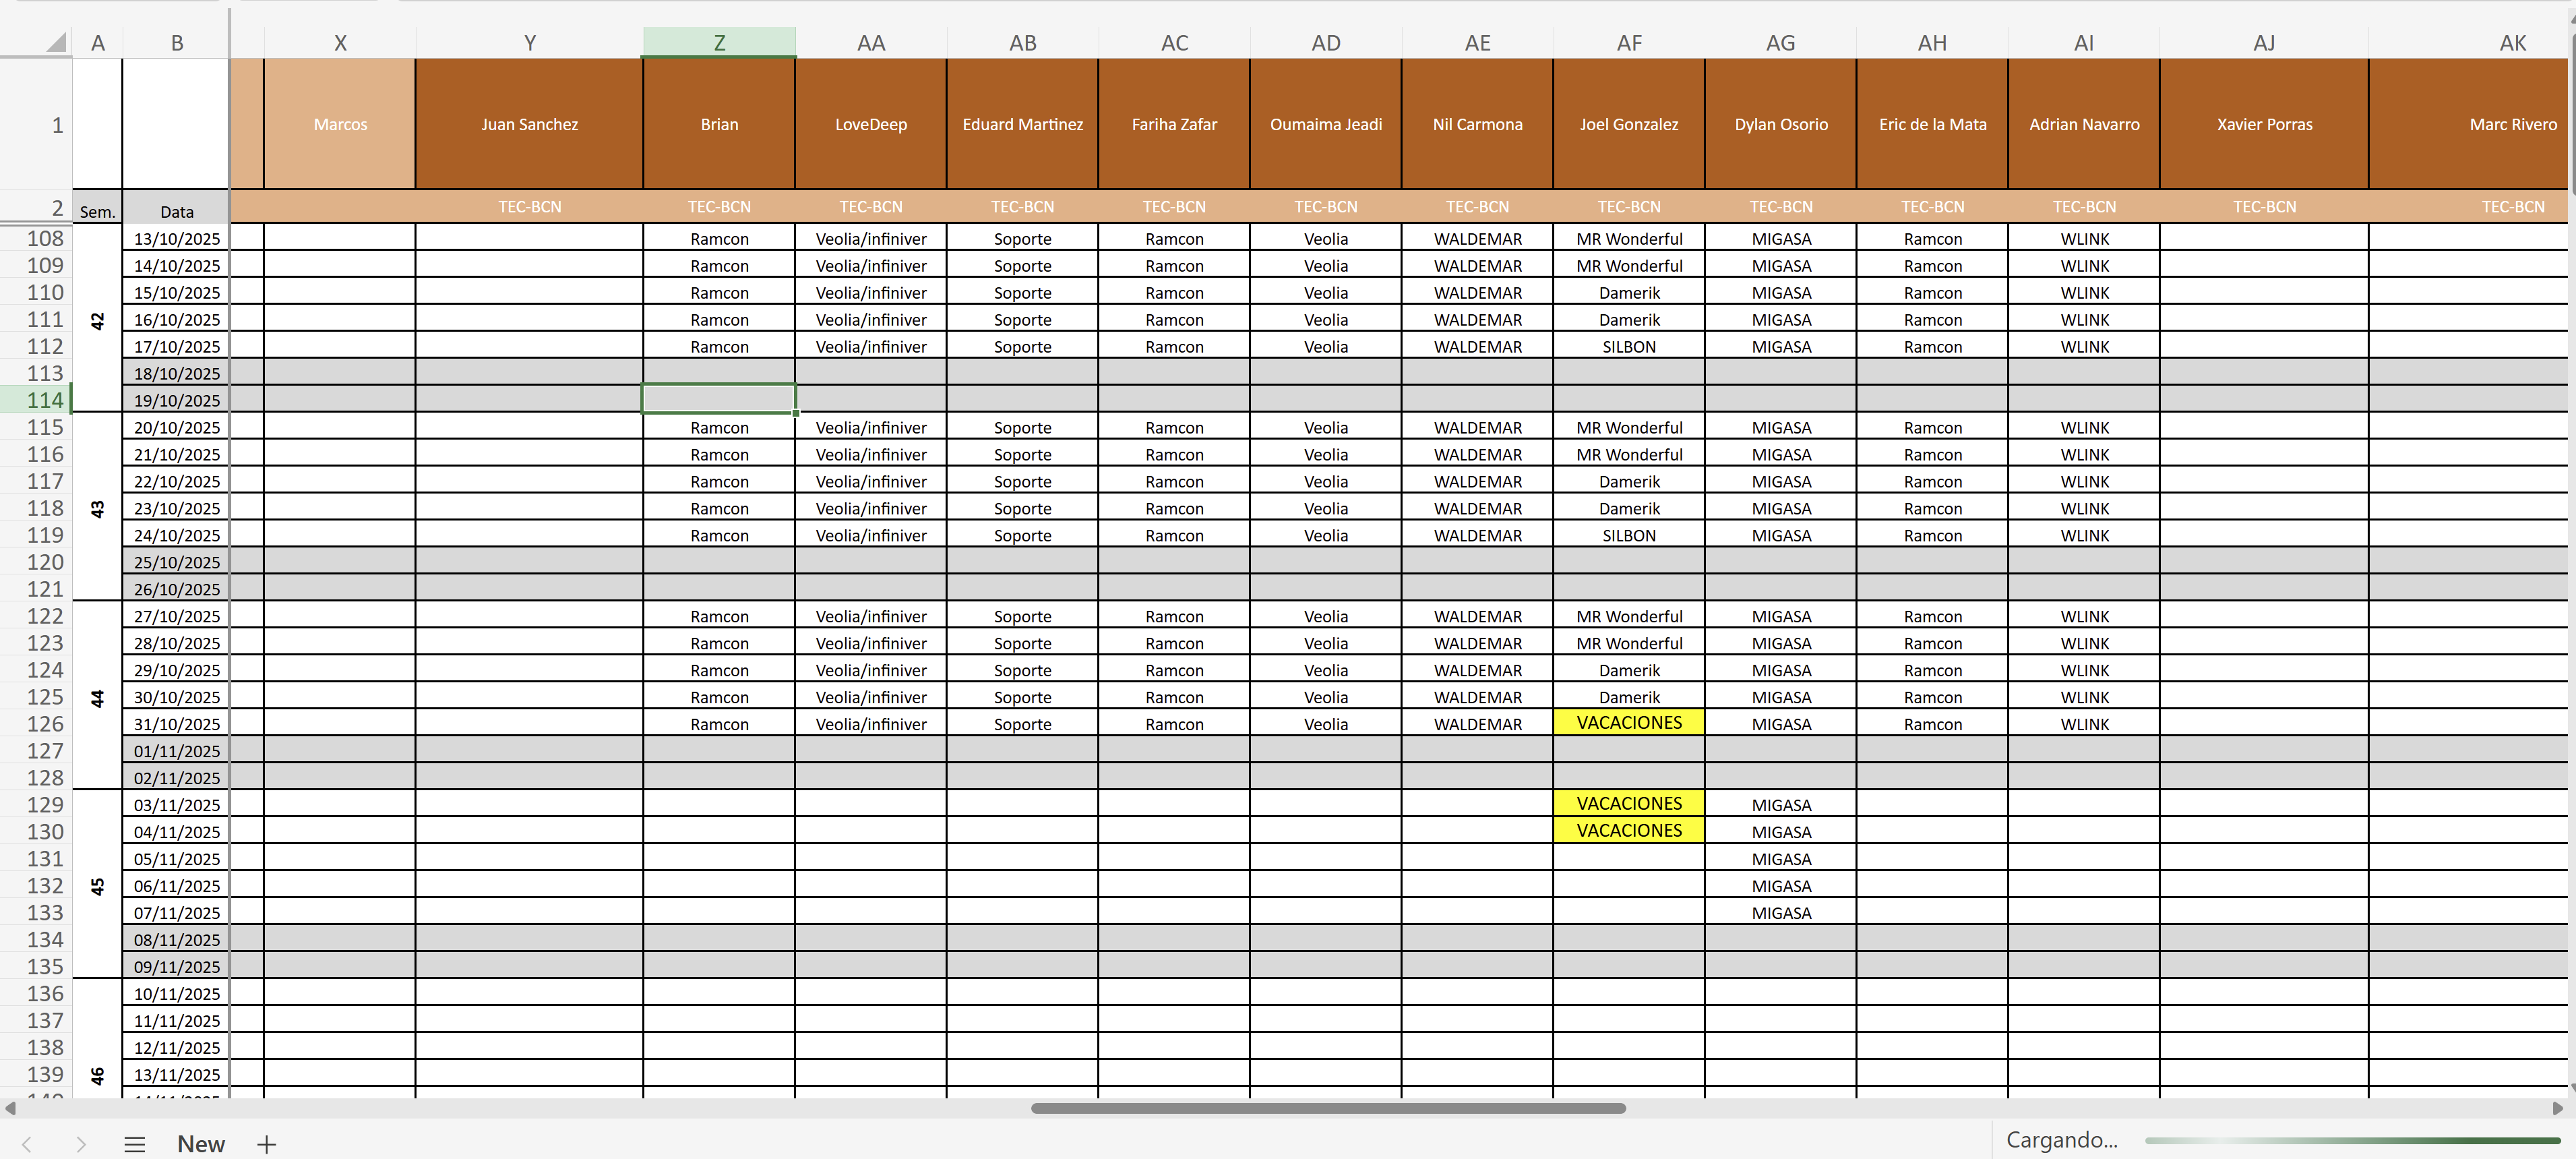 A B X Y Z AA AB AC AD AE AF AG AH AI AJ AK
1 Marcos Juan Sanchez Brian LoveDeep Eduard Martinez Fariha Zafar Oumaima Jeadi Nil Carmona Joel Gonzalez Dylan Osorio Eric de la Mata Adrian Navarro Xavier Porras Marc Rivero
2 Sem. Data TEC-BCN TEC-BCN TEC-BCN TEC-BCN TEC-BCN TEC-BCN TEC-BCN TEC-BCN TEC-BCN TEC-BCN TEC-BCN TEC-BCN TEC-BCN
108 13/10/2025 Ramcon Veolia/infiniver Soporte Ramcon Veolia WALDEMAR MR Wonderful MIGASA Ramcon WLINK
109 14/10/2025 Ramcon Veolia/infiniver Soporte Ramcon Veolia WALDEMAR MR Wonderful MIGASA Ramcon WLINK
110 15/10/2025 Ramcon Veolia/infiniver Soporte Ramcon Veolia WALDEMAR Damerik MIGASA Ramcon WLINK
111 42 16/10/2025 Ramcon Veolia/infiniver Soporte Ramcon Veolia WALDEMAR Damerik MIGASA Ramcon WLINK
112 17/10/2025 Ramcon Veolia/infiniver Soporte Ramcon Veolia WALDEMAR SILBON MIGASA Ramcon WLINK
113 18/10/2025
114 19/10/2025
115 20/10/2025 Ramcon Veolia/infiniver Soporte Ramcon Veolia WALDEMAR MR Wonderful MIGASA Ramcon WLINK
116 21/10/2025 Ramcon Veolia/infiniver Soporte Ramcon Veolia WALDEMAR MR Wonderful MIGASA Ramcon WLINK
117 22/10/2025 Ramcon Veolia/infiniver Soporte Ramcon Veolia WALDEMAR Damerik MIGASA Ramcon WLINK
118 43 23/10/2025 Ramcon Veolia/infiniver Soporte Ramcon Veolia WALDEMAR Damerik MIGASA Ramcon WLINK
119 24/10/2025 Ramcon Veolia/infiniver Soporte Ramcon Veolia WALDEMAR SILBON MIGASA Ramcon WLINK
120 25/10/2025
121 26/10/2025
122 27/10/2025 Ramcon Veolia/infiniver Soporte Ramcon Veolia WALDEMAR MR Wonderful MIGASA Ramcon WLINK
123 28/10/2025 Ramcon Veolia/infiniver Soporte Ramcon Veolia WALDEMAR MR Wonderful MIGASA Ramcon WLINK
124 29/10/2025 Ramcon Veolia/infiniver Soporte Ramcon Veolia WALDEMAR Damerik MIGASA Ramcon WLINK
125 44 30/10/2025 Ramcon Veolia/infiniver Soporte Ramcon Veolia WALDEMAR Damerik MIGASA Ramcon WLINK
126 31/10/2025 Ramcon Veolia/infiniver Soporte Ramcon Veolia WALDEMAR VACACIONES MIGASA Ramcon WLINK
127 01/11/2025
128 02/11/2025
129 03/11/2025 VACACIONES MIGASA
130 04/11/2025 VACACIONES MIGASA
131 05/11/2025 MIGASA
132 45 06/11/2025 MIGASA
133 07/11/2025 MIGASA
134 08/11/2025
135 09/11/2025
136 10/11/2025
137 11/11/2025
138 12/11/2025
139 46 13/11/2025
New
Cargando...